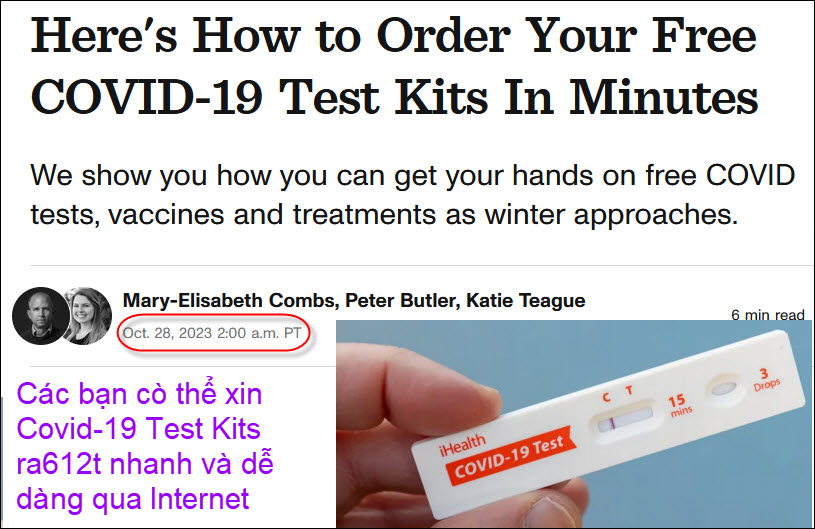 Here's How to Order Your Free
COVID-19 Test Kits In Minutes
We show you how you can get your hands on free COVID
tests, vaccines and treatments as winter approaches.
Mary-Elisabeth Combs, Peter Butler, Katie Teague
Oct. 28, 2023 2:00 a.m. PT
6 min read
Các bạn cò thể xin
Covid-19 Test Kits
ra612t nhanh và dễ
dàng qua Internet
C T
15
mins
3
Drops
iHealth
COVID-19 Test